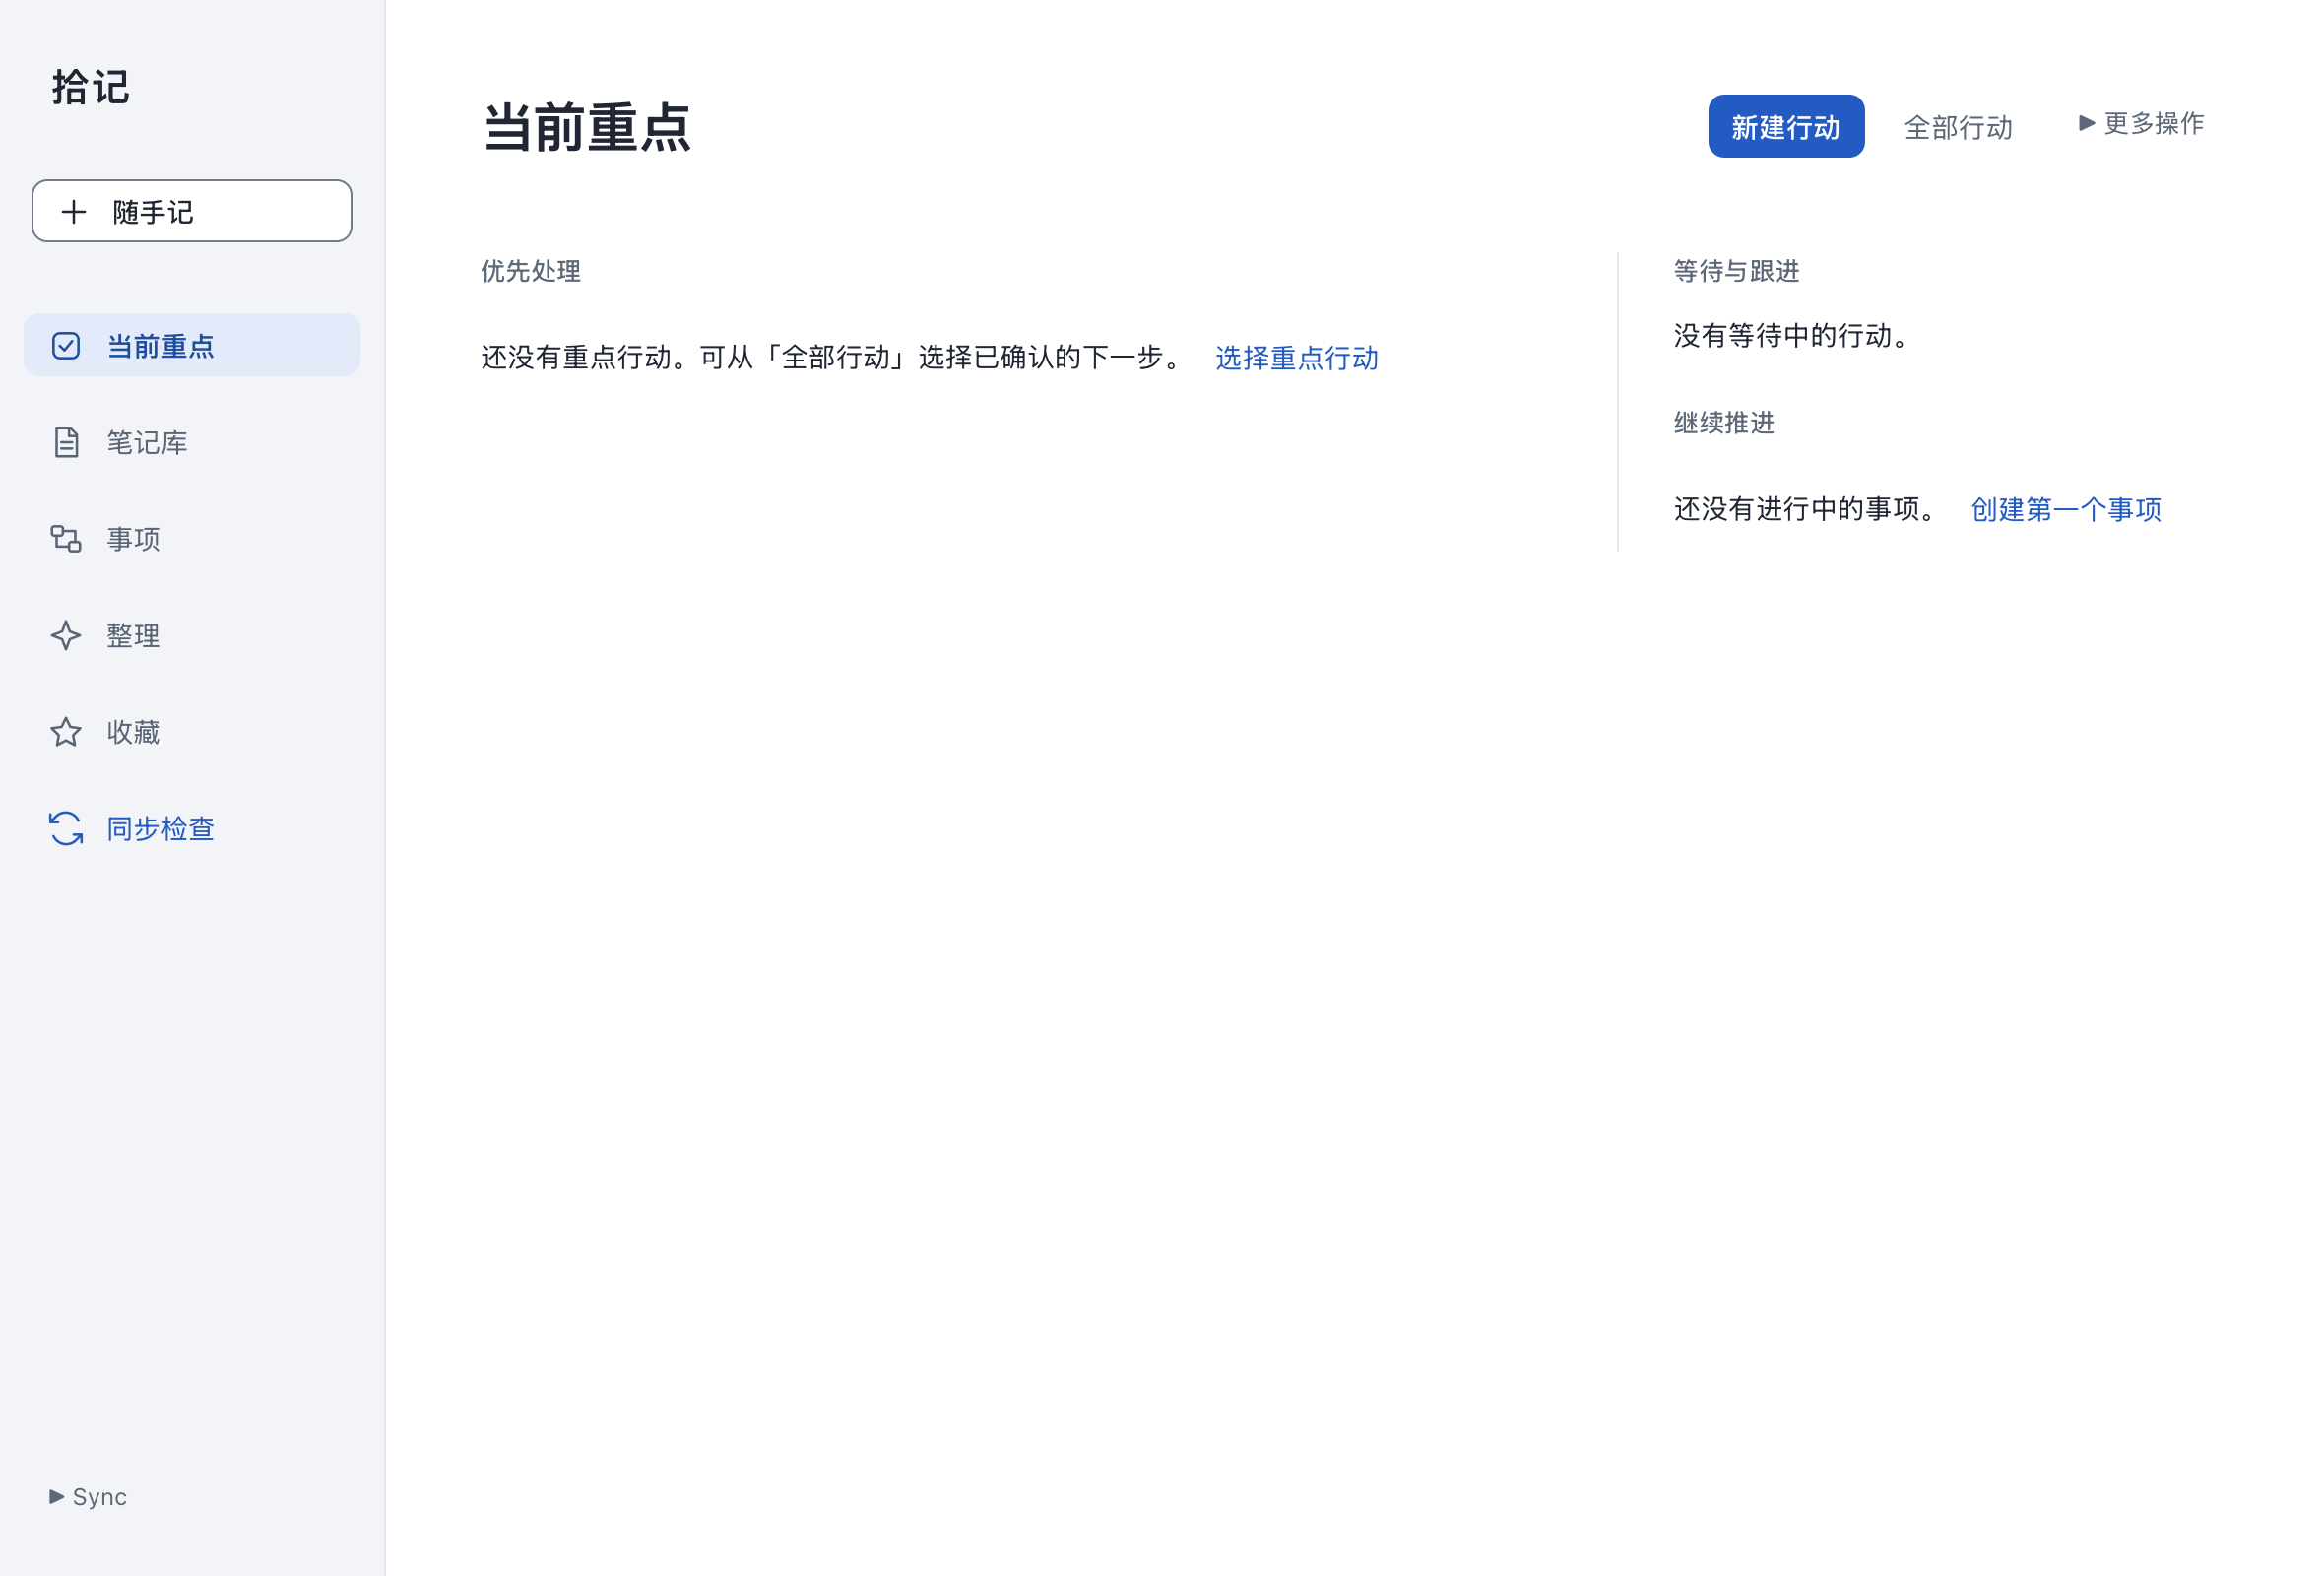 拾记
随手记
当前重点
笔记库
事项
整理
收藏
同步检查
Sync
当前重点
新建行动
全部行动
更多操作
优先处理
还没有重点行动。可从「全部行动」选择已确认的下一步。 选择重点行动
等待与跟进
没有等待中的行动。
继续推进
还没有进行中的事项。 创建第一个事项